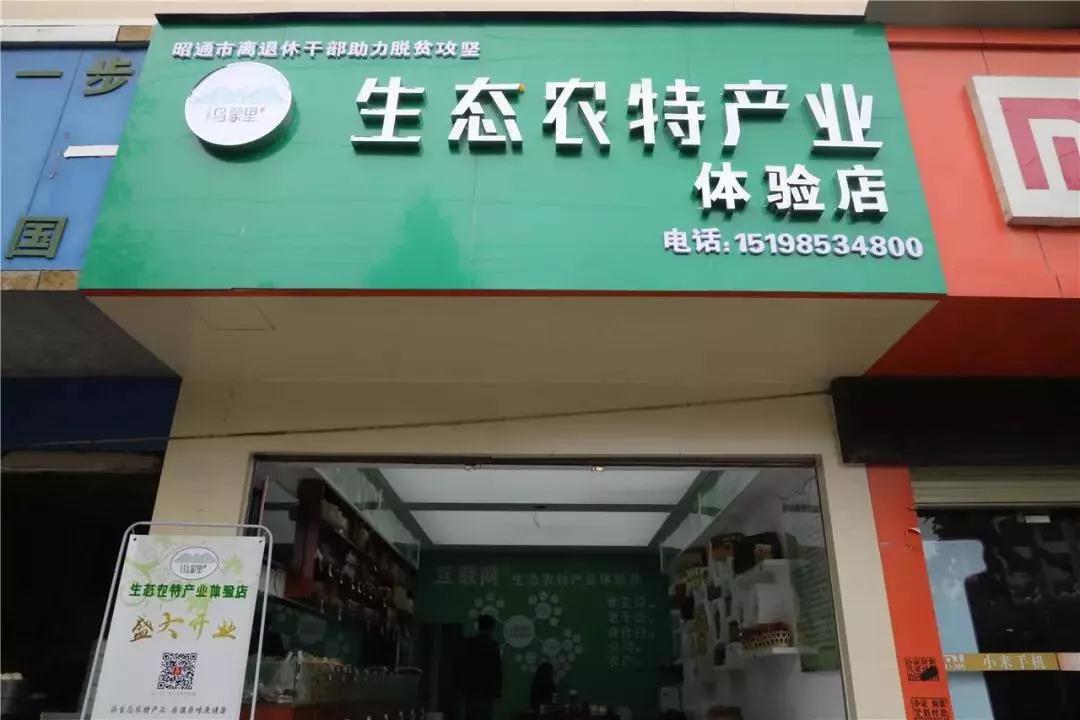 昭通市离退休干部助力脱贫攻坚
乌蒙里
生态农特产业
体验店
电话:15198534800
一步
国
乌蒙里
生态农特产业体验店
盛大开业
互联网
生态农特产业体验店
小米手机